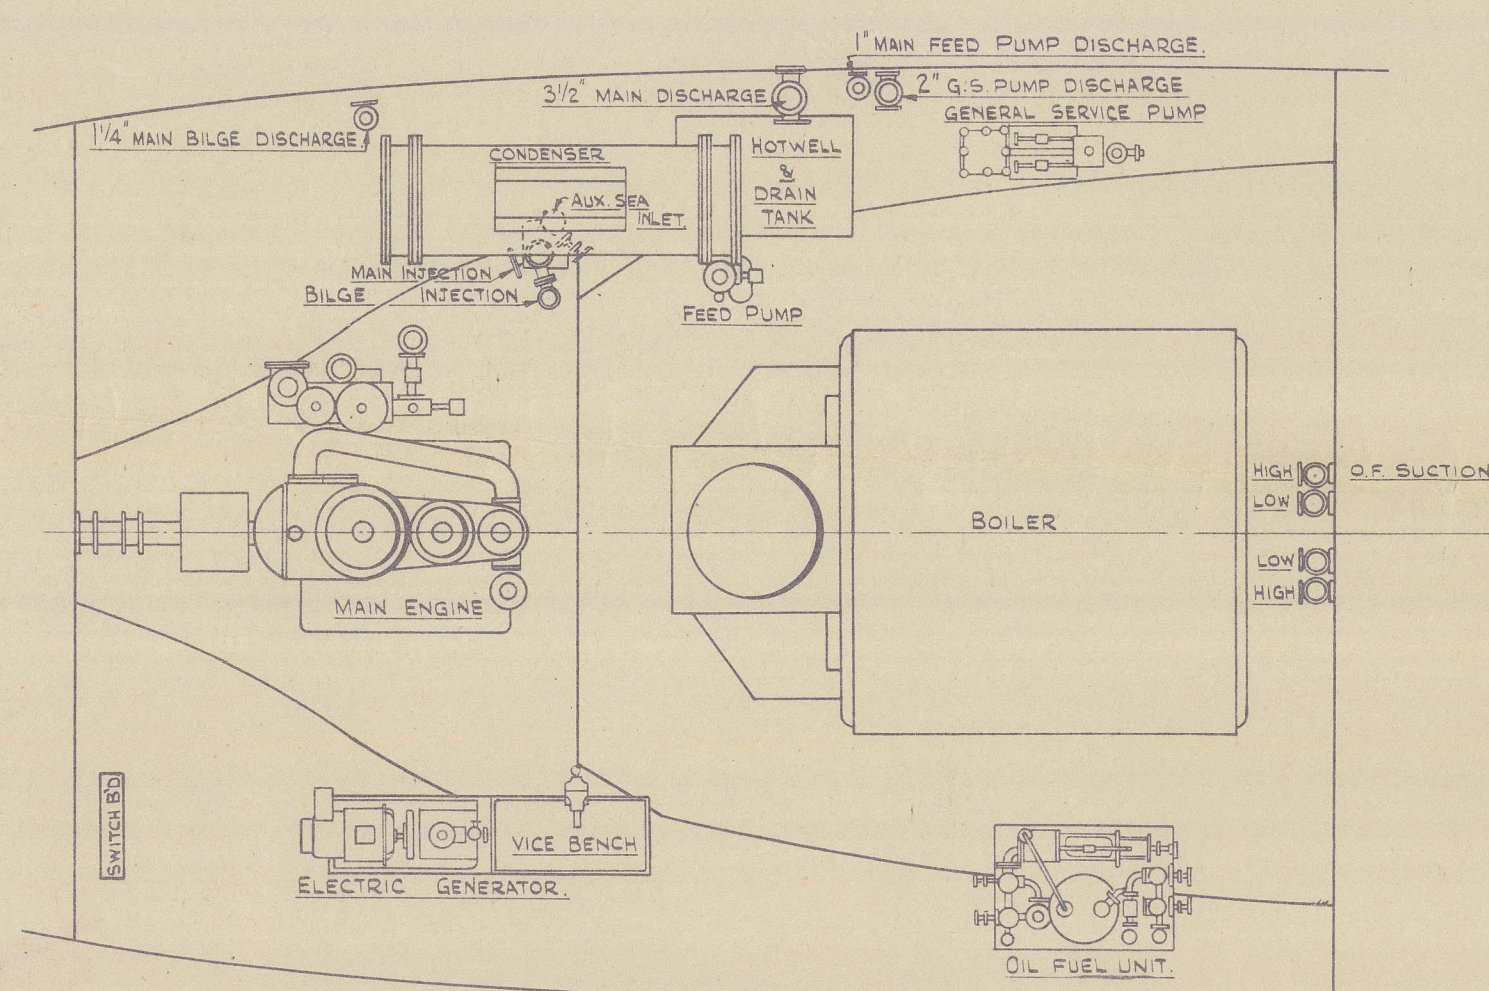 1" MAIN FEED PUMP DISCHARGE.
3½" MAIN DISCHARGE
2" G.S. PUMP DISCHARGE
GENERAL SERVICE PUMP
1¼" MAIN BILGE DISCHARGE.
CONDENSER
HOTWELL
&
DRAIN
TANK
AUX. SEA
INLET.
MAIN INJECTION
BILGE INJECTION
FEED PUMP
HIGH
O.F. SUCTION
LOW
BOILER
LOW
HIGH
MAIN ENGINE
SWITCH B'D
VICE BENCH
ELECTRIC GENERATOR.
OIL FUEL UNIT.